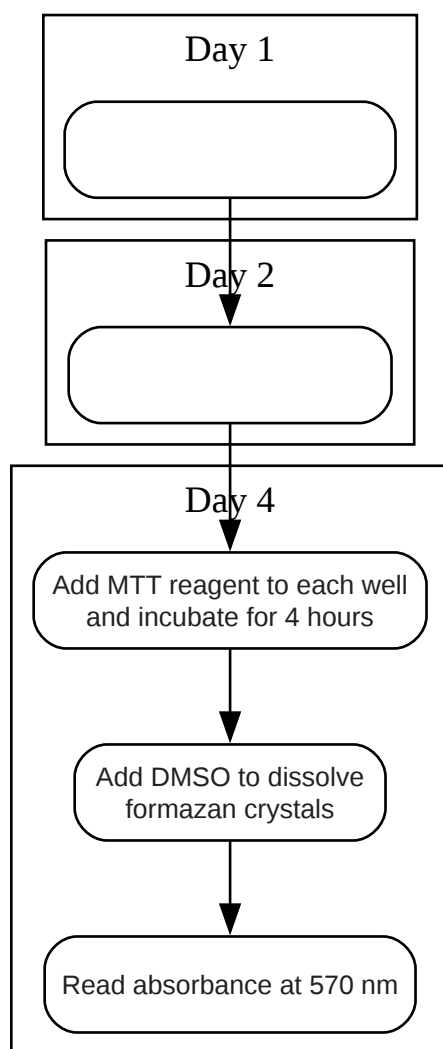 Day 1
Day 2
Day 4
Add MTT reagent to each well
and incubate for 4 hours
Add DMSO to dissolve
formazan crystals
Read absorbance at 570 nm